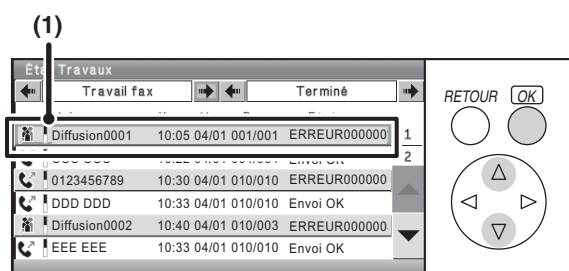 (1)
État Travaux
Travail fax Terminé
Diffusion0001 10:05 04/01 001/001 ERREUR000000 1
2
0123456789 10:30 04/01 010/010 ERREUR000000
DDD DDD 10:33 04/01 010/010 Envoi OK
Diffusion0002 10:40 04/01 010/003 ERREUR000000
EEE EEE 10:33 04/01 010/010 Envoi OK
RETOUR OK